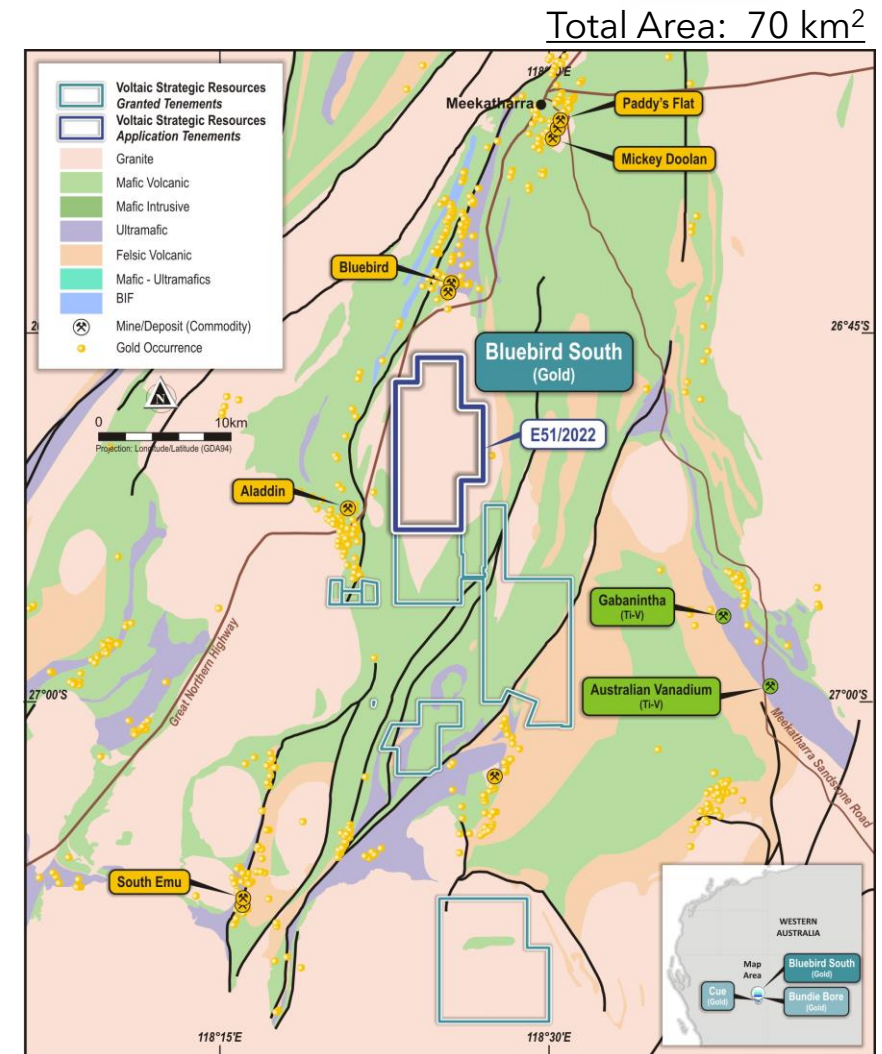 Total Area: 70 km²
Voltaic Strategic Resources
Granted Tenements
Voltaic Strategic Resources
Application Tenements
Granite
Mafic Volcanic
Mafic Intrusive
Ultramafic
Felsic Volcanic
Mafic - Ultramafics
BIF
Mine/Deposit (Commodity)
Gold Occurrence
N
0 10km
Projection: Longitude/Latitude (GDA94)
Meekatharra
Paddy's Flat
Mickey Doolan
Bluebird
26°45'S
Bluebird South
(Gold)
E51/2022
Aladdin
Gabanintha
(Ti-V)
Great Northern Highway
27°00'S
Australian Vanadium
(Ti-V)
27°00'S
Meekatharra Sandstone Road
South Emu
WESTERN
AUSTRALIA
Map
Area
Bluebird South
(Gold)
Cue
(Gold)
Bundie Bore
(Gold)
118°15'E
118°30'E